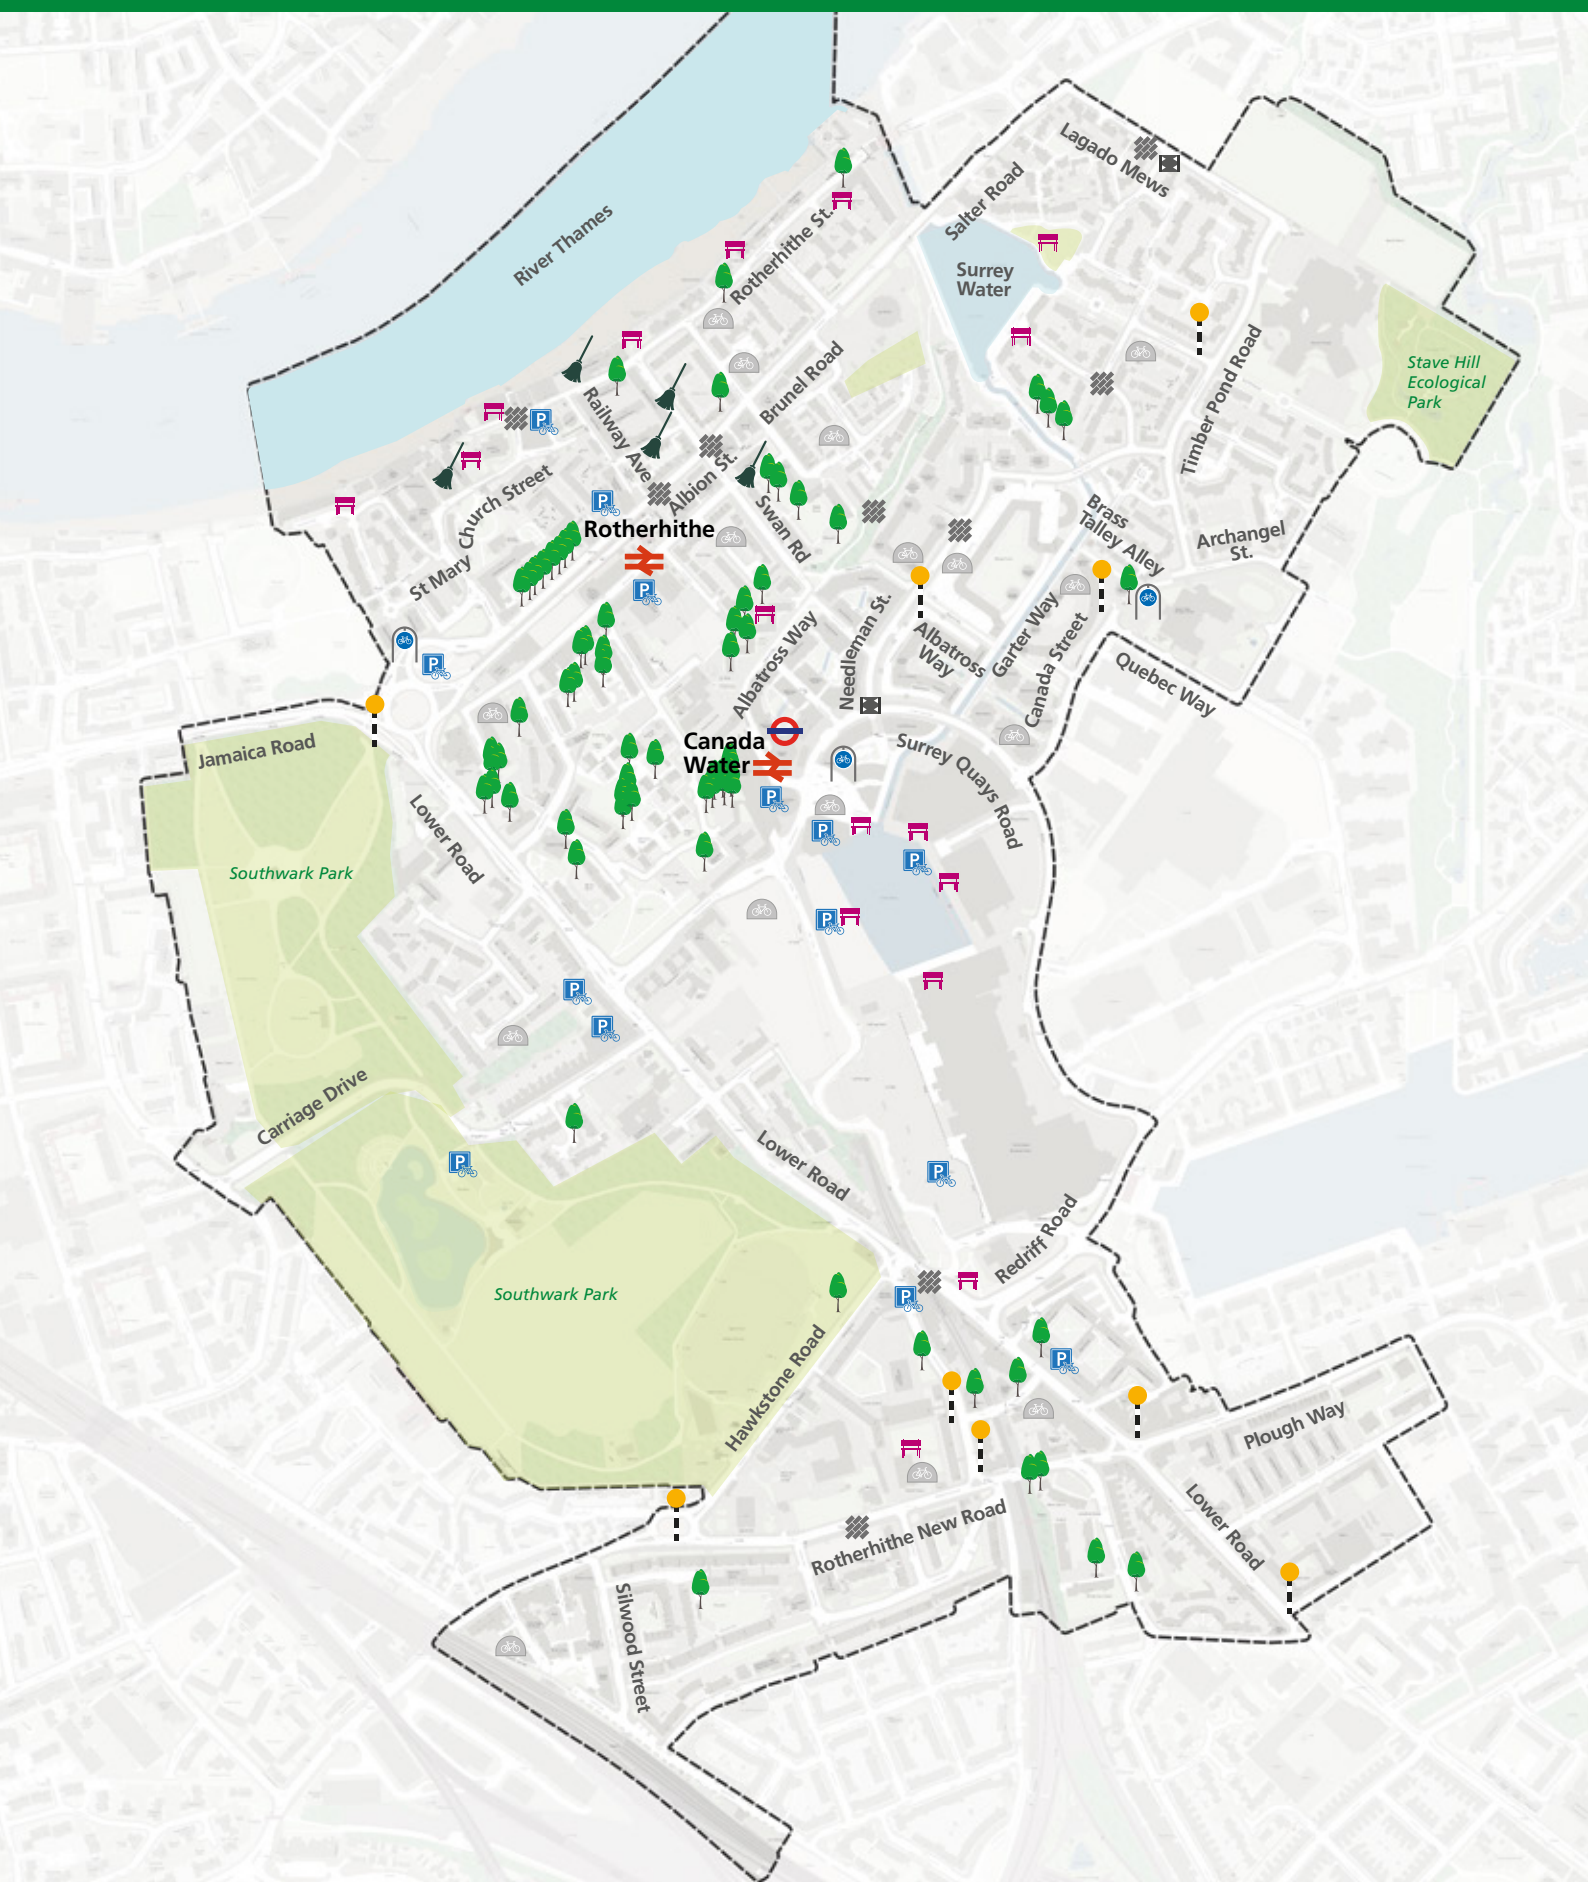 Lagado Mews
Salter Road
River Thames
Rotherhithe St.
Surrey
Water
Timber Pond Road
Stave Hill
Ecological
Park
Brunel Road
Railway Ave
Albion St.
St Mary Church Street
Swan Rd
Rotherhithe
Brass
Talley Alley
Archangel
St.
Albatross Way
Needleman St.
Albatross
Way
Garter Way
Canada Street
Quebec Way
Jamaica Road
Canada
Water
Surrey Quays Road
Lower Road
Southwark Park
Carriage Drive
Lower Road
Redriff Road
Southwark Park
Hawkstone Road
Plough Way
Lower Road
Rotherhithe New Road
Silwood Street
P
P
P
P
P
P
P
P
P
P
P
P
P
P